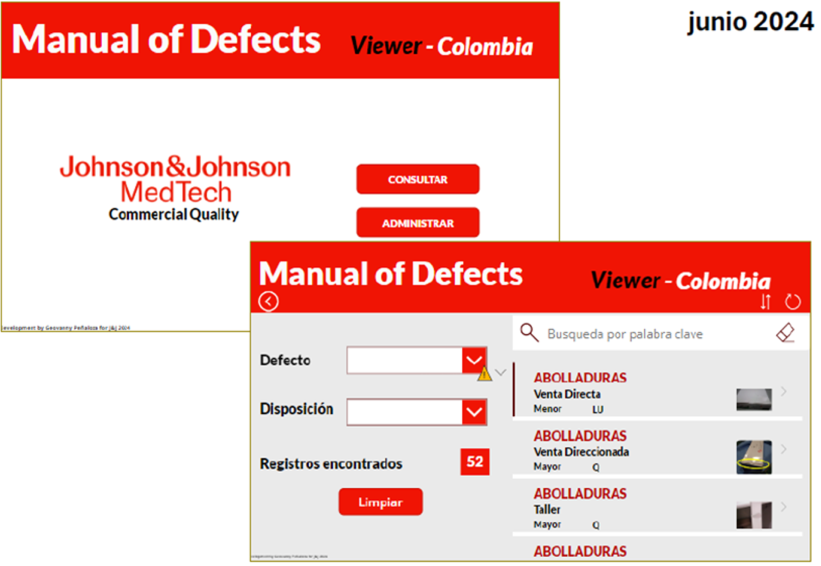 junio 2024
Manual of Defects Viewer - Colombia
Johnson&Johnson
MedTech
Commercial Quality
CONSULTAR
ADMINISTRAR
evelopment by Geovanny Peñaloza for J&J 2024
Manual of Defects Viewer - Colombia
Busqueda por palabra clave
Defecto
Disposición
Registros encontrados 52
Limpiar
ABOLLADURAS
Venta Directa
Menor LU
ABOLLADURAS
Venta Direccionada
Mayor Q
ABOLLADURAS
Taller
Mayor Q
ABOLLADURAS